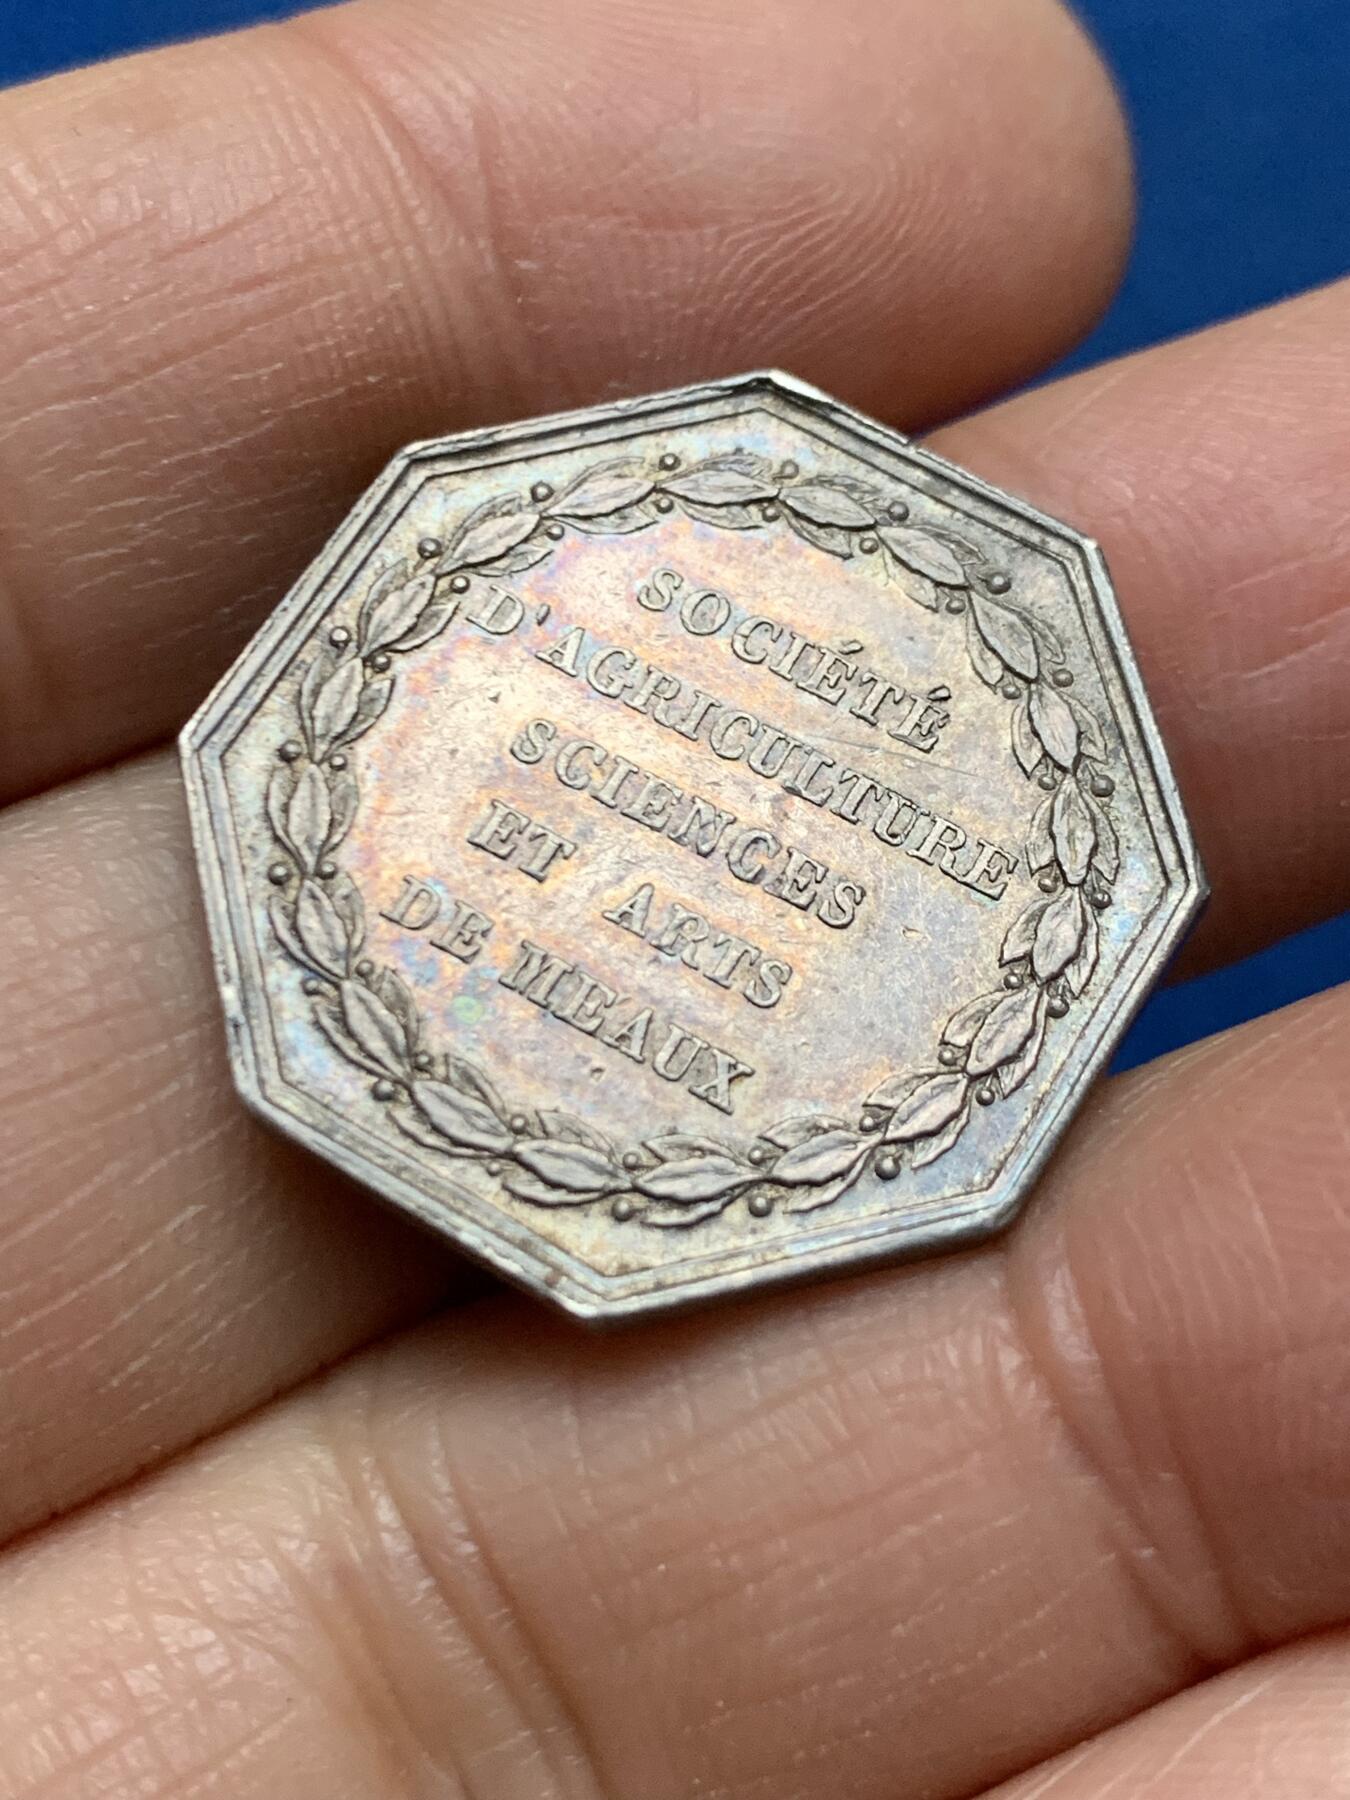 SOCIÉTÉ
D'AGRICULTURE
SCIENCES
ET ARTS
DE MEAUX